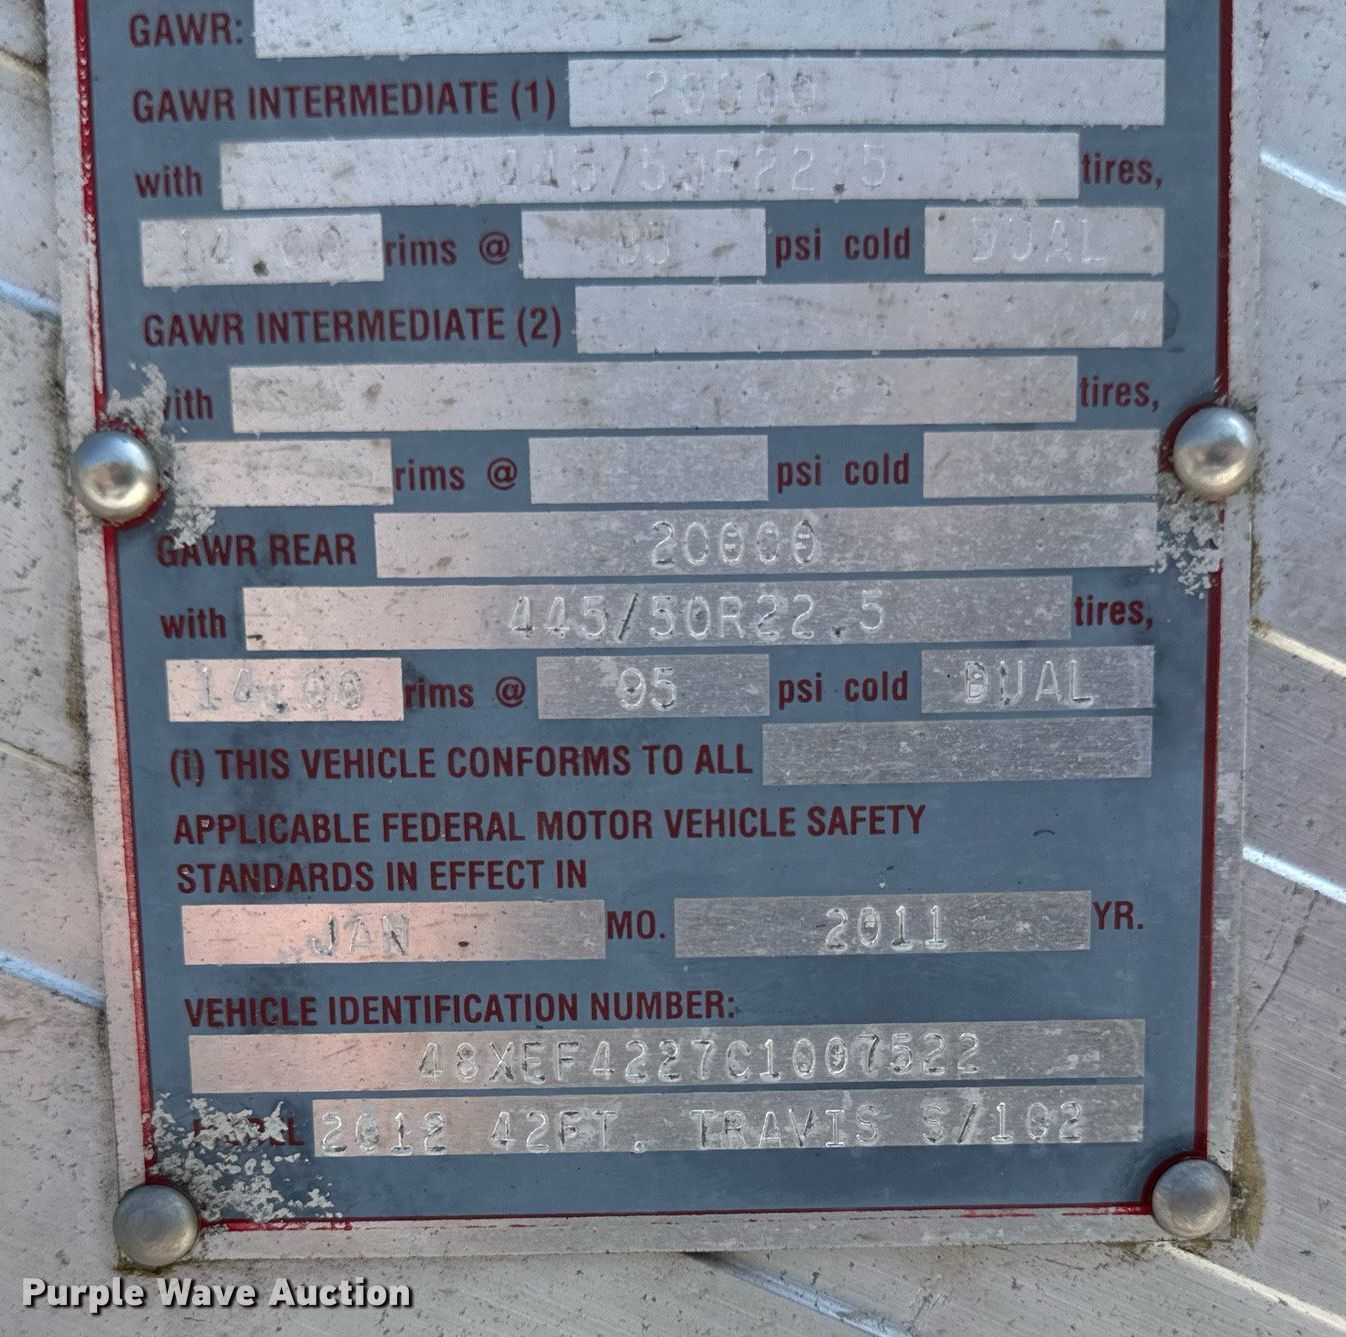 GAWR:
GAWR INTERMEDIATE (1) 20000
with 445/50R22.5 tires,
14.00 rims @ 95 psi cold DUAL
GAWR INTERMEDIATE (2)
with tires,
rims @ psi cold
GAWR REAR 20000
with 445/50R22.5 tires,
14.00 rims @ 95 psi cold DUAL
(i) THIS VEHICLE CONFORMS TO ALL
APPLICABLE FEDERAL MOTOR VEHICLE SAFETY
STANDARDS IN EFFECT IN
JAN MO. 2011 YR.
VEHICLE IDENTIFICATION NUMBER:
48XEF4227C1007522
MODEL 2012 42FT. TRAVIS S/102
Purple Wave Auction